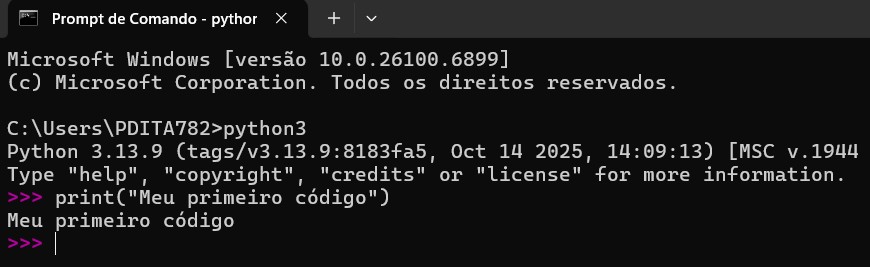 Prompt de Comando - python
Microsoft Windows [versão 10.0.26100.6899]
(c) Microsoft Corporation. Todos os direitos reservados.
C:\Users\PDITA782>python3
Python 3.13.9 (tags/v3.13.9:8183fa5, Oct 14 2025, 14:09:13) [MSC v.1944
Type "help", "copyright", "credits" or "license" for more information.
>>> print("Meu primeiro código")
Meu primeiro código
>>>